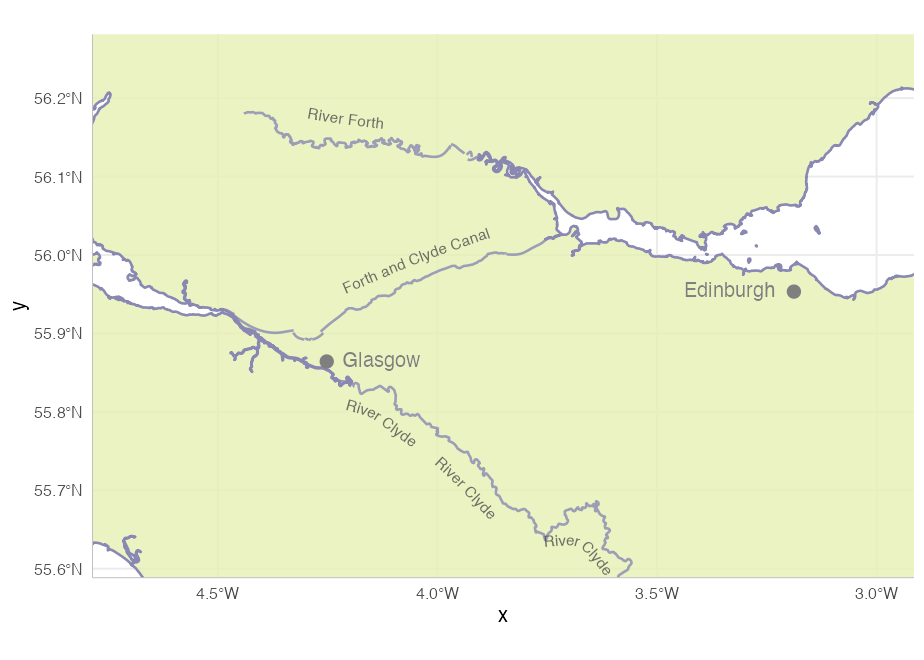 56.2°N
River Forth
56.1°N
56.0°N
Forth and Clyde Canal
Edinburgh
y
55.9°N
Glasgow
55.8°N
River Clyde
55.7°N
River Clyde
River Clyde
55.6°N
4.5°W
4.0°W
3.5°W
3.0°W
x